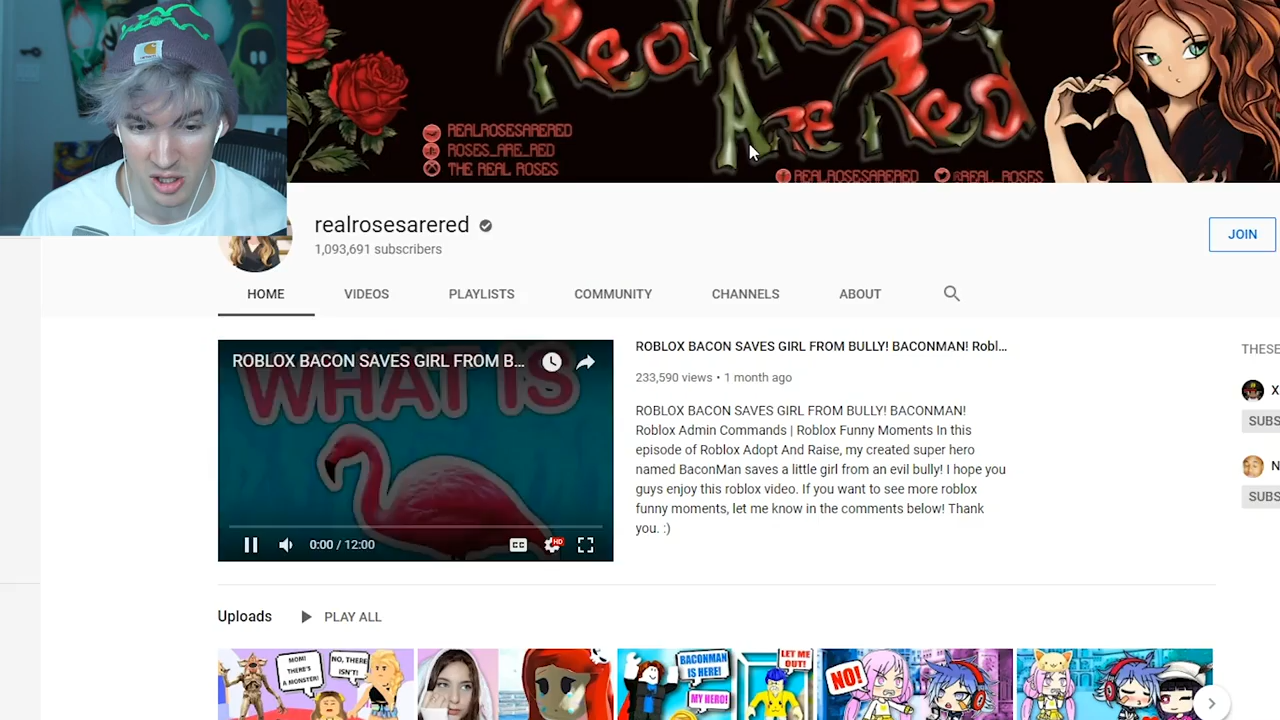 Real Roses
Are Red
REALROSESARERED
ROSES_ARE_RED
THE REAL ROSES
REALROSESARERED @REAL_ROSES
realrosesarered
1,093,691 subscribers
JOIN
HOME VIDEOS PLAYLISTS COMMUNITY CHANNELS ABOUT
ROBLOX BACON SAVES GIRL FROM B...
WHAT IS
0:00 / 12:00
CC
HD
ROBLOX BACON SAVES GIRL FROM BULLY! BACONMAN! Robl...
233,590 views • 1 month ago
ROBLOX BACON SAVES GIRL FROM BULLY! BACONMAN!
Roblox Admin Commands | Roblox Funny Moments In this
episode of Roblox Adopt And Raise, my created super hero
named BaconMan saves a little girl from an evil bully! I hope you
guys enjoy this roblox video. If you want to see more roblox
funny moments, let me know in the comments below! Thank
you. :)
THESE
X
SUBS
N
SUBS
Uploads PLAY ALL
MOM!
THERE'S
A MONSTER!
NO, THERE
ISN'T!
BACONMAN
IS HERE!
MY HERO!
LET ME
OUT!
NO!